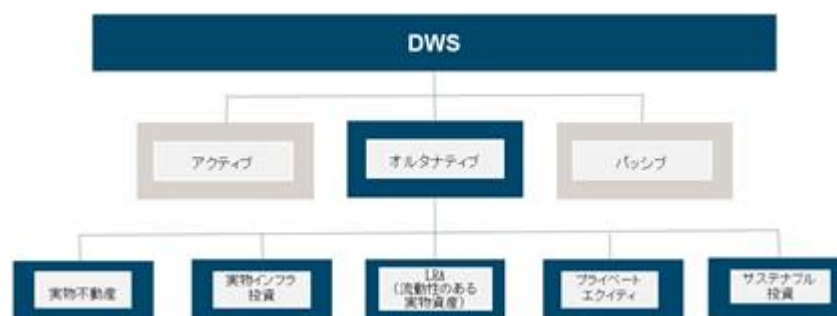 DWS
アクティブ
オルタナティブ
パッシブ
実物不動産
実物インフラ
投資
LRA
(流動性のある
実物資産)
プライベート
エクイティ
サステナブル
投資